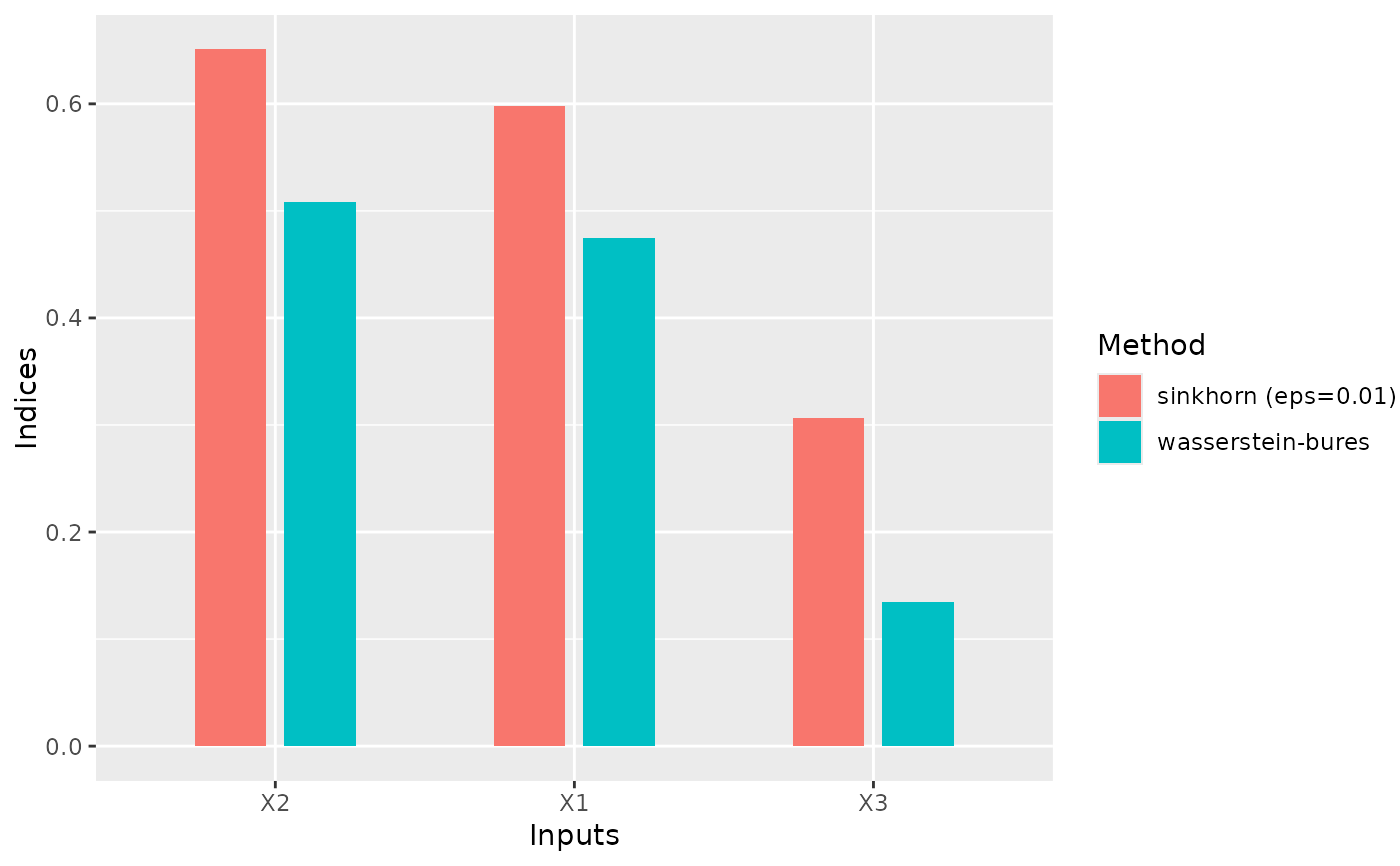 0.6
0.4
0.2
0.0
Indices
X2
X1
X3
Inputs
Method
sinkhorn (eps=0.01)
wasserstein-bures